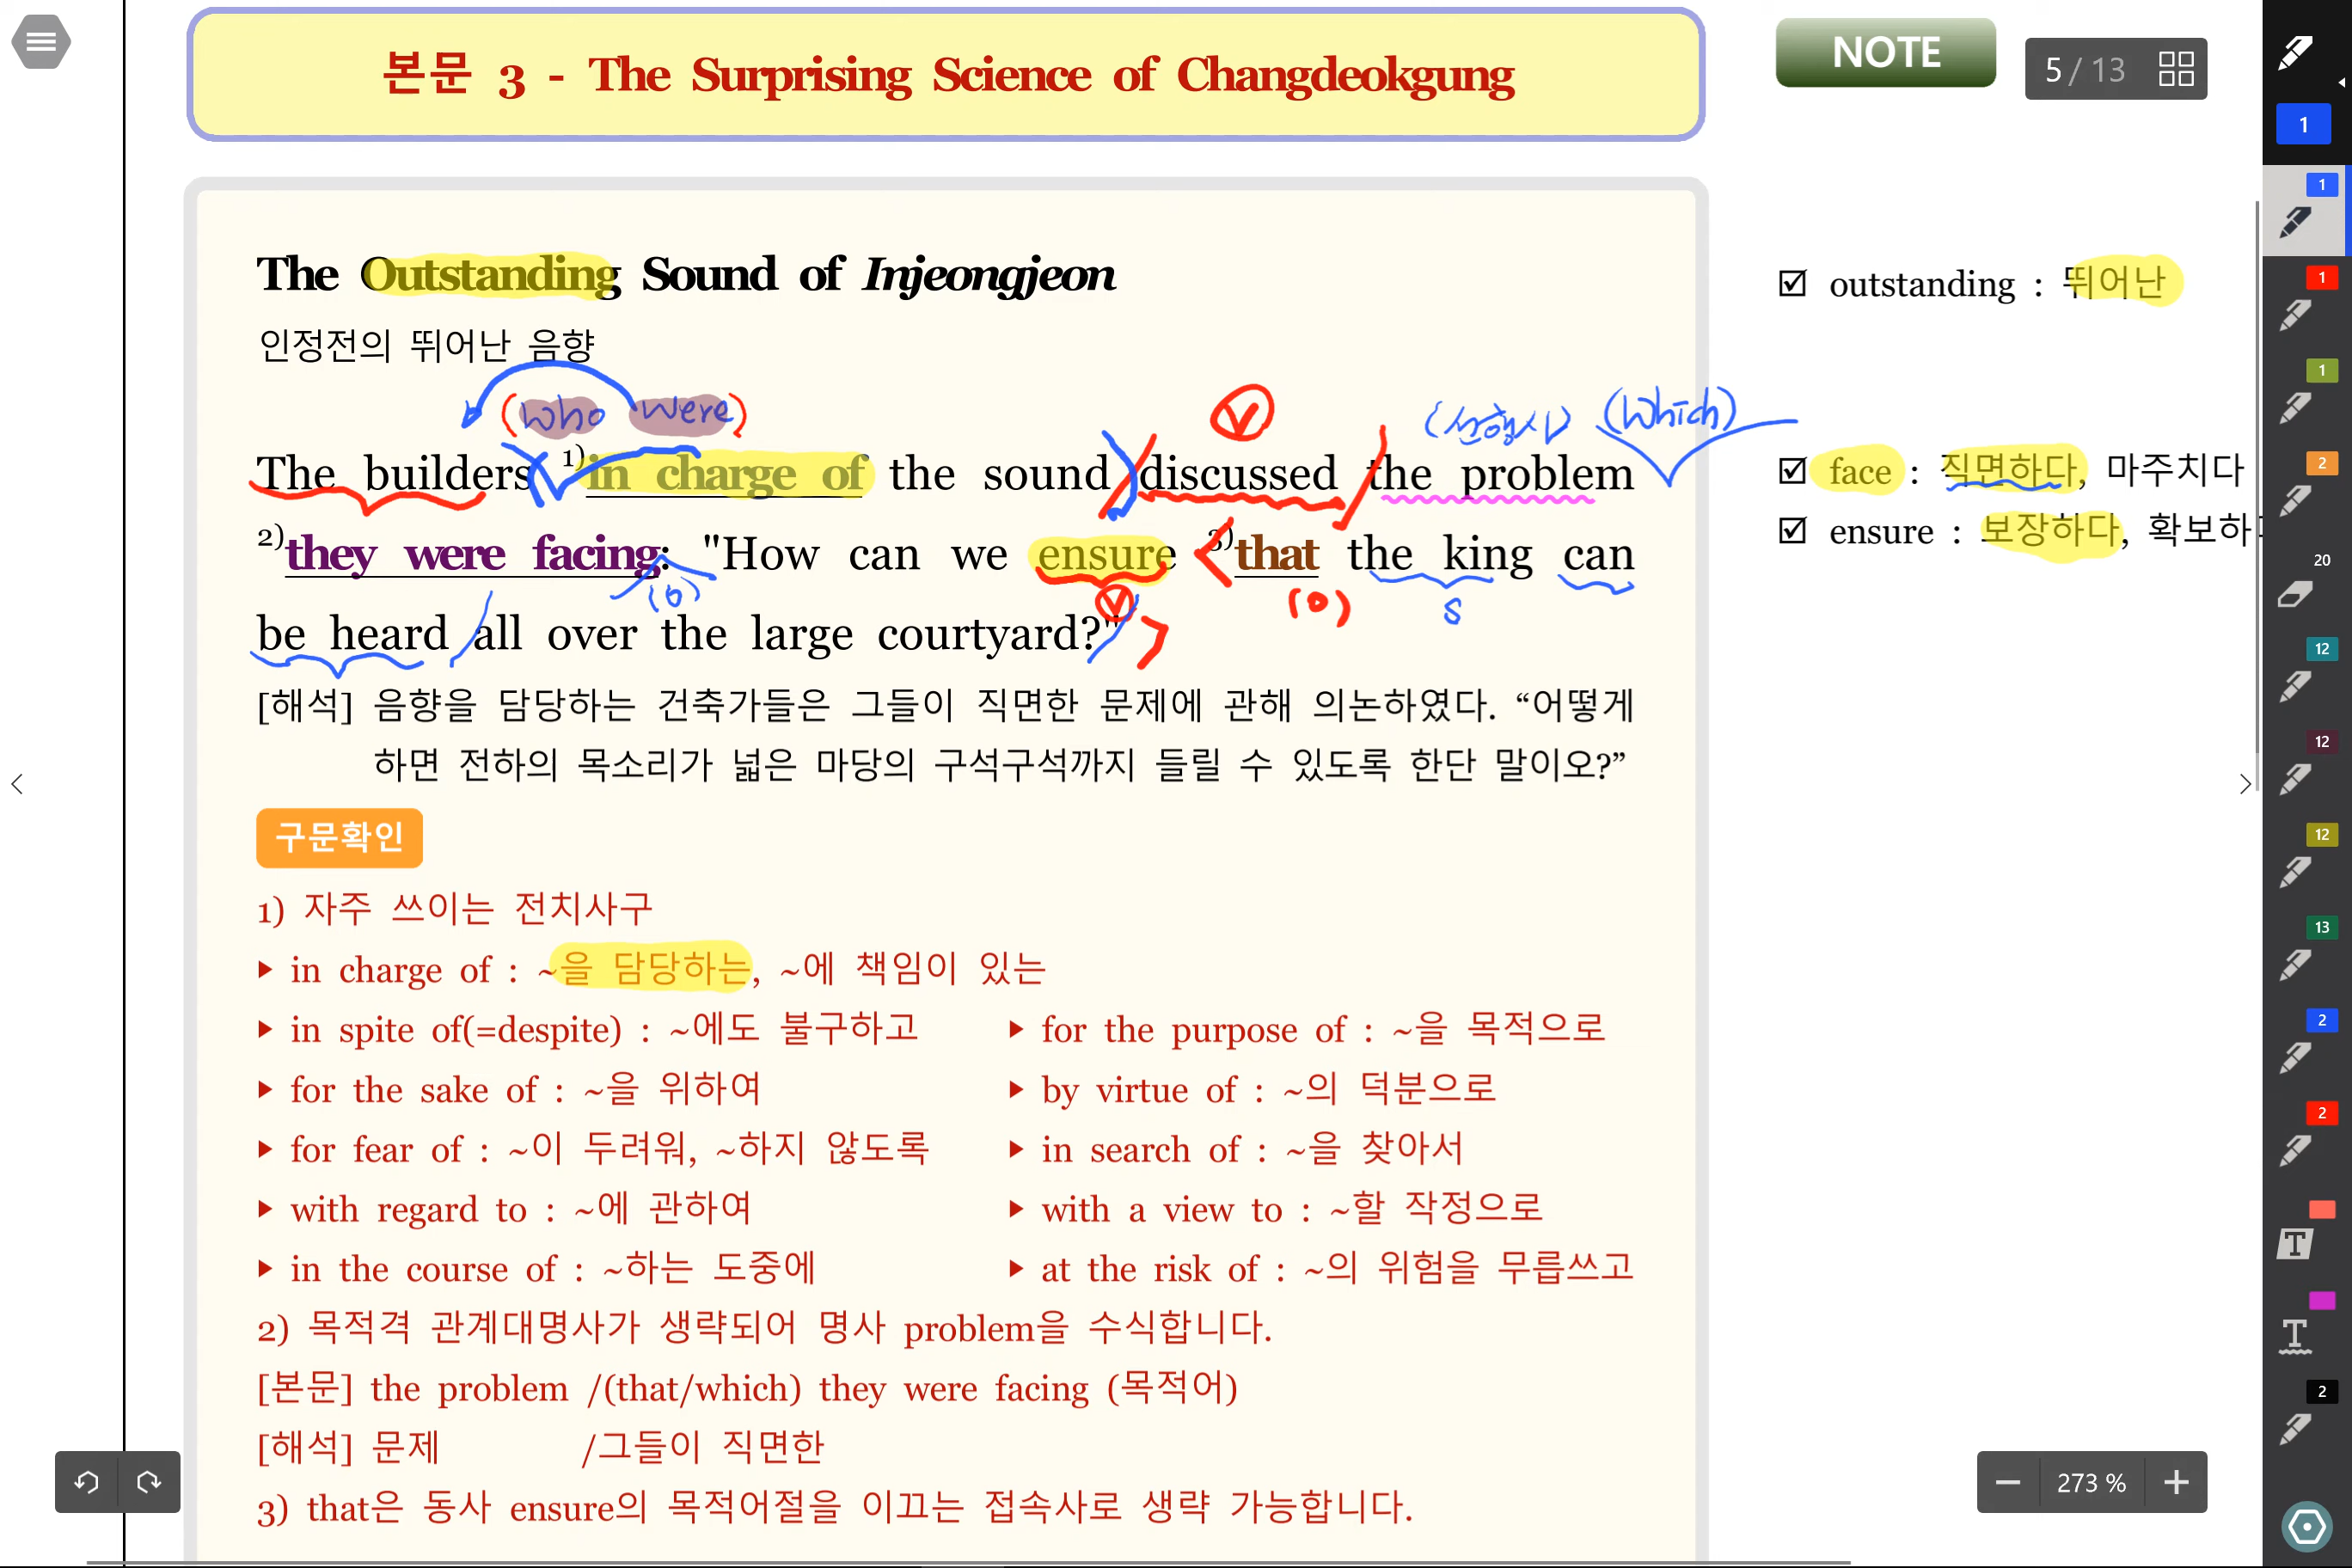 본문 3 - The Surprising Science of Changdeokgung
NOTE
5 / 13
1
The Outstanding Sound of Injeongjeon
인정전의 뛰어난 음향
☑ outstanding : 뛰어난
(who were)
(선행사) (which)
The builders 1)in charge of the sound discussed the problem
2)they were facing: "How can we ensure 3)that the king can
(o) (o) s
be heard all over the large courtyard?"
☑ face : 직면하다, 마주치다
☑ ensure : 보장하다, 확보하
[해석] 음향을 담당하는 건축가들은 그들이 직면한 문제에 관해 의논하였다. “어떻게
하면 전하의 목소리가 넓은 마당의 구석구석까지 들릴 수 있도록 한단 말이오?”
구문확인
1) 자주 쓰이는 전치사구
▶ in charge of : ~을 담당하는, ~에 책임이 있는
▶ in spite of(=despite) : ~에도 불구하고 ▶ for the purpose of : ~을 목적으로
▶ for the sake of : ~을 위하여 ▶ by virtue of : ~의 덕분으로
▶ for fear of : ~이 두려워, ~하지 않도록 ▶ in search of : ~을 찾아서
▶ with regard to : ~에 관하여 ▶ with a view to : ~할 작정으로
▶ in the course of : ~하는 도중에 ▶ at the risk of : ~의 위험을 무릅쓰고
2) 목적격 관계대명사가 생략되어 명사 problem을 수식합니다.
[본문] the problem /(that/which) they were facing (목적어)
[해석] 문제 /그들이 직면한
3) that은 동사 ensure의 목적어절을 이끄는 접속사로 생략 가능합니다.
273 %
1
1
1
2
20
12
12
12
13
2
2
T
T
2